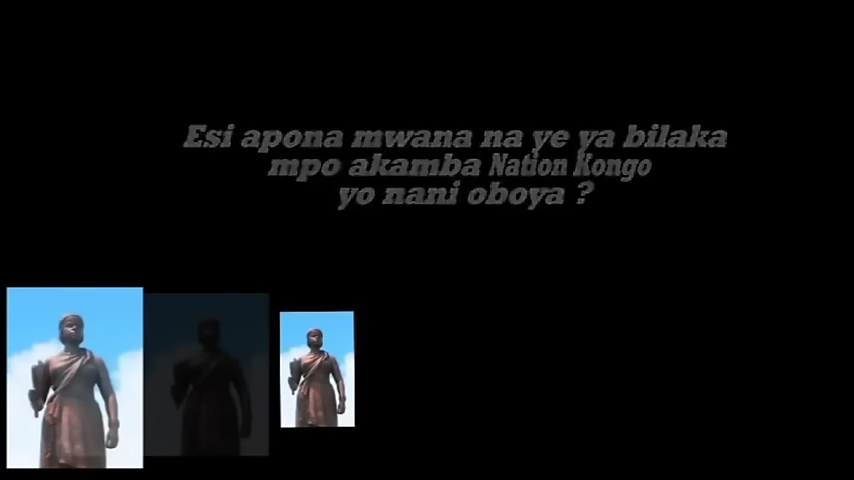 Esi apona mwana na ye ya bilaka
mpo akamba Nation Kongo
yo nani oboya ?